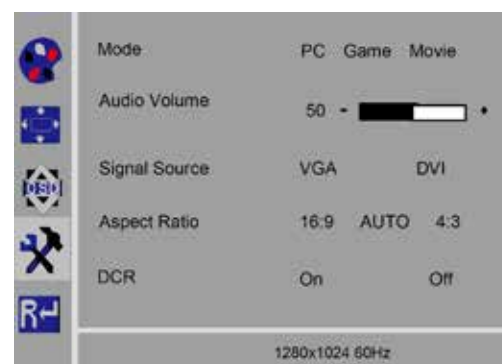 Mode PC Game Movie
Audio Volume 50 - +
Signal Source VGA DVI
OSD
Aspect Ratio 16:9 AUTO 4:3
DCR On Off
R
1280x1024 60Hz